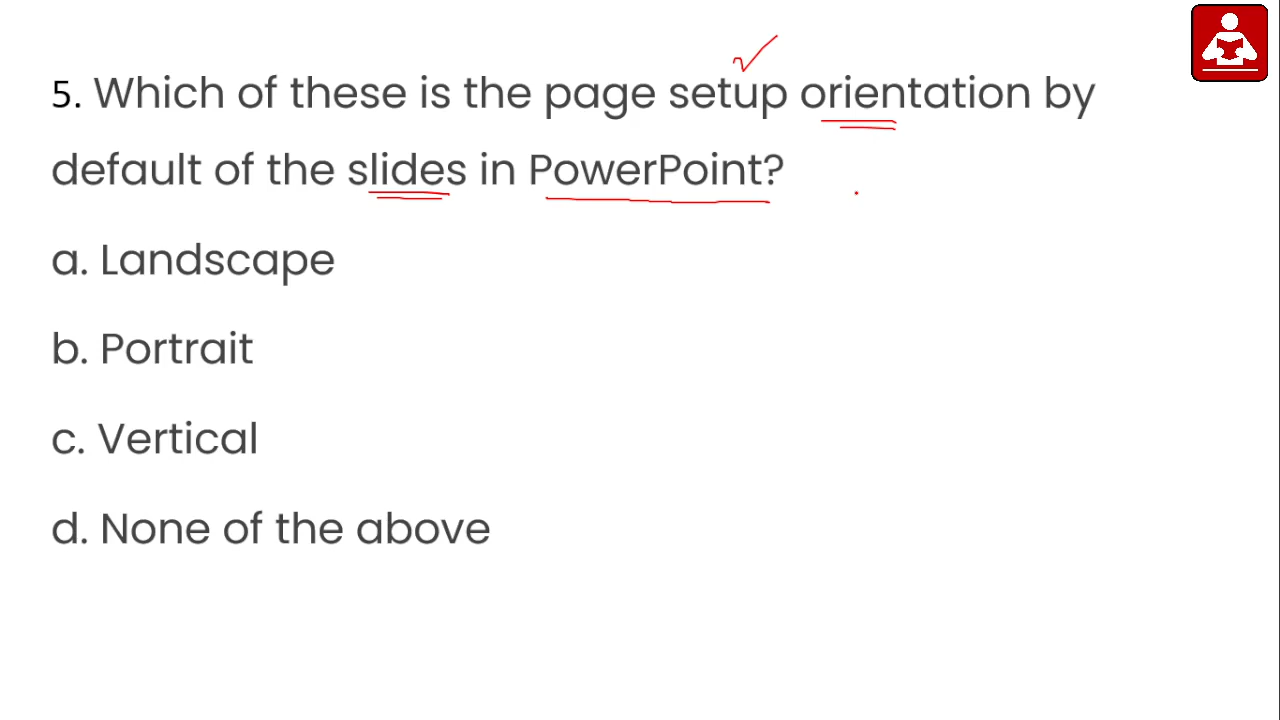 5. Which of these is the page setup orientation by
default of the slides in PowerPoint?
a. Landscape
b. Portrait
c. Vertical
d. None of the above